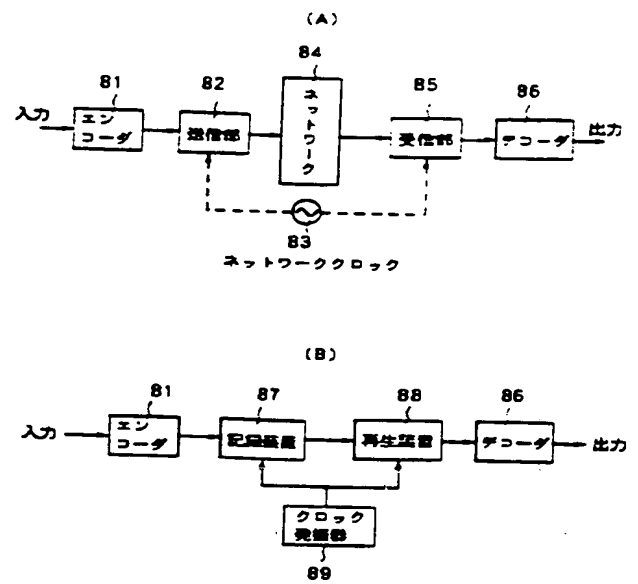 (A)
84
81
82
85
86
入力
エン
コーダ
送信部
ネットワーク
受信部
デコーダ
出力
83
ネットワーククロック
(B)
81
87
88
86
入力
エン
コーダ
記録装置
再生装置
デコーダ
出力
クロック
発振器
89